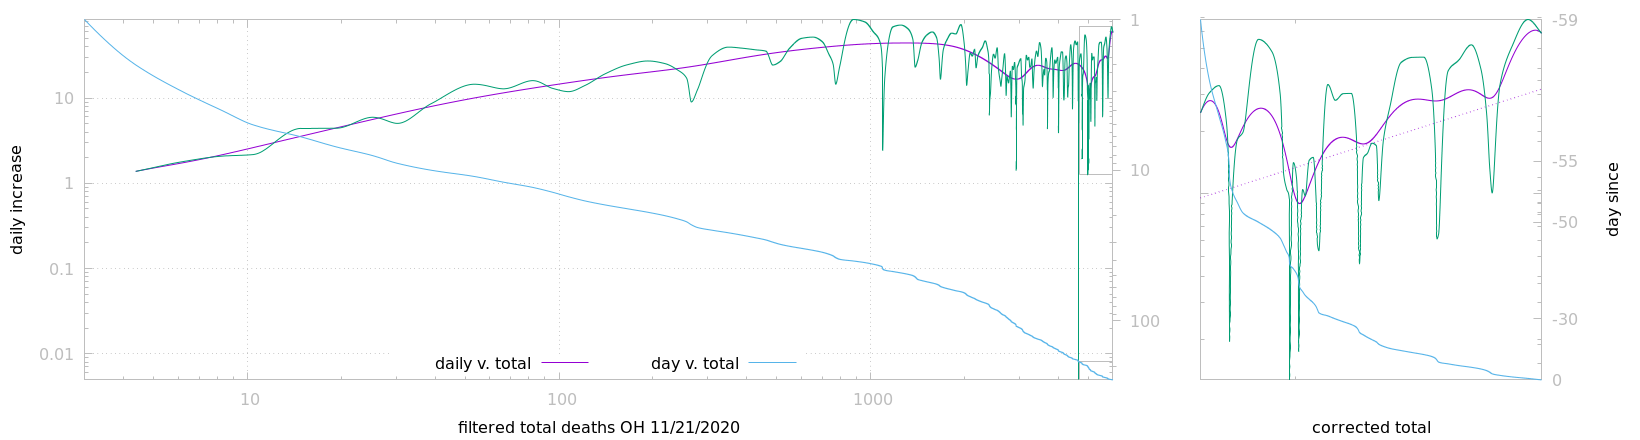 daily increase
10
1
0.1
0.01
daily v. total
day v. total
10
100
1000
filtered total deaths OH 11/21/2020
1
10
100
-59
-55
-50
-30
0
day since
corrected total